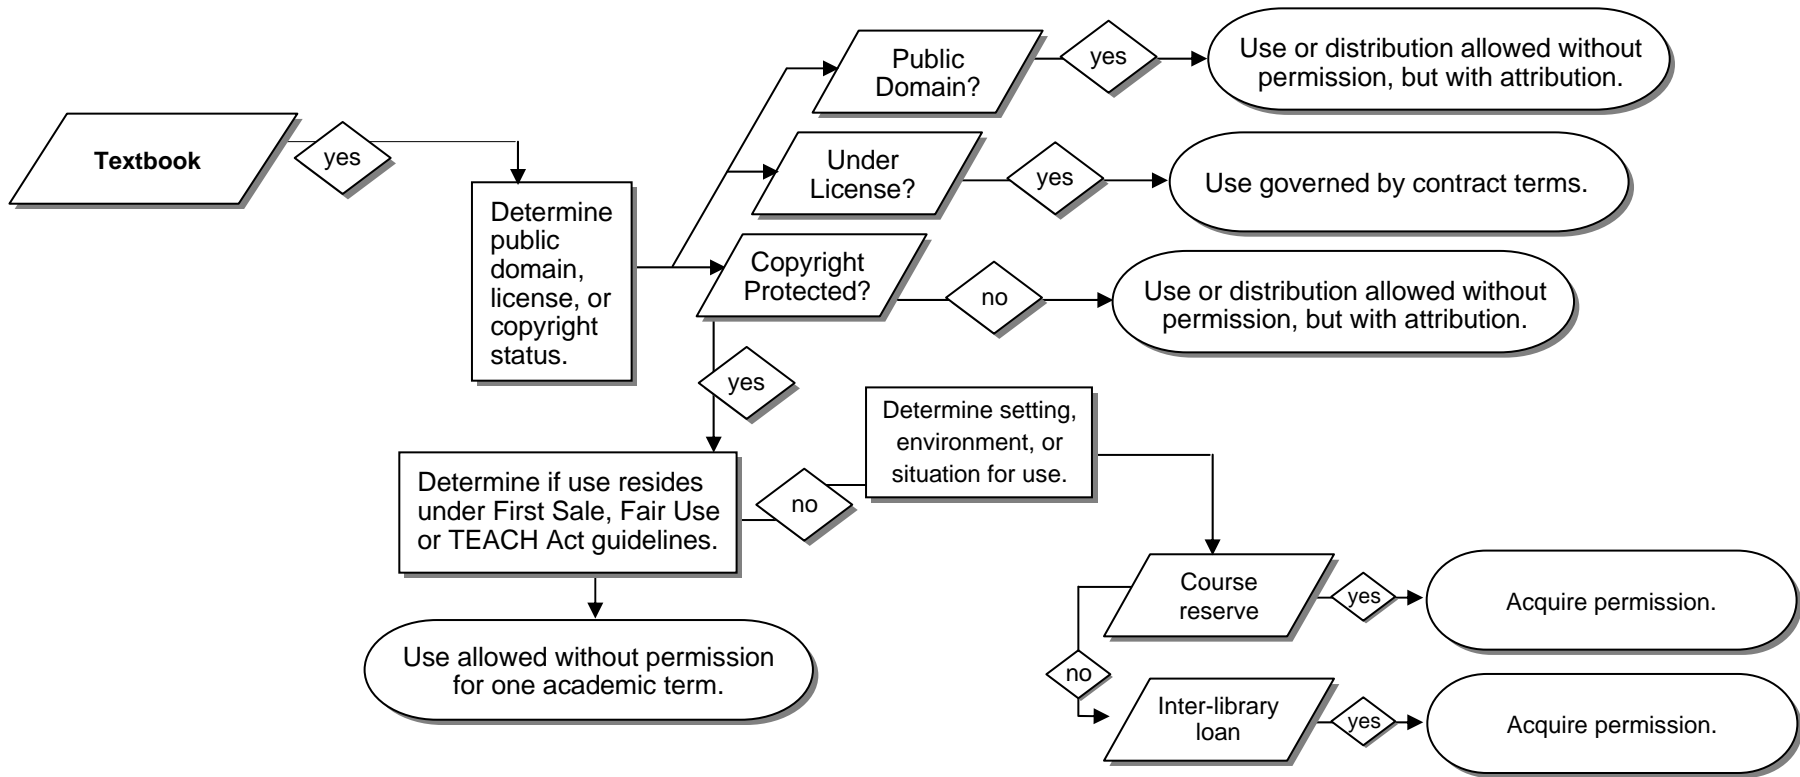 Public
Domain?
yes
Use or distribution allowed without
permission, but with attribution.
Textbook
yes
Under
License?
yes
Use governed by contract terms.
Determine
public
domain,
license, or
copyright
status.
Copyright
Protected?
no
Use or distribution allowed without
permission, but with attribution.
yes
Determine setting,
environment, or
situation for use.
Determine if use resides
under First Sale, Fair Use
or TEACH Act guidelines.
no
Course
reserve
yes
Acquire permission.
Use allowed without permission
for one academic term.
no
Inter-library
loan
yes
Acquire permission.